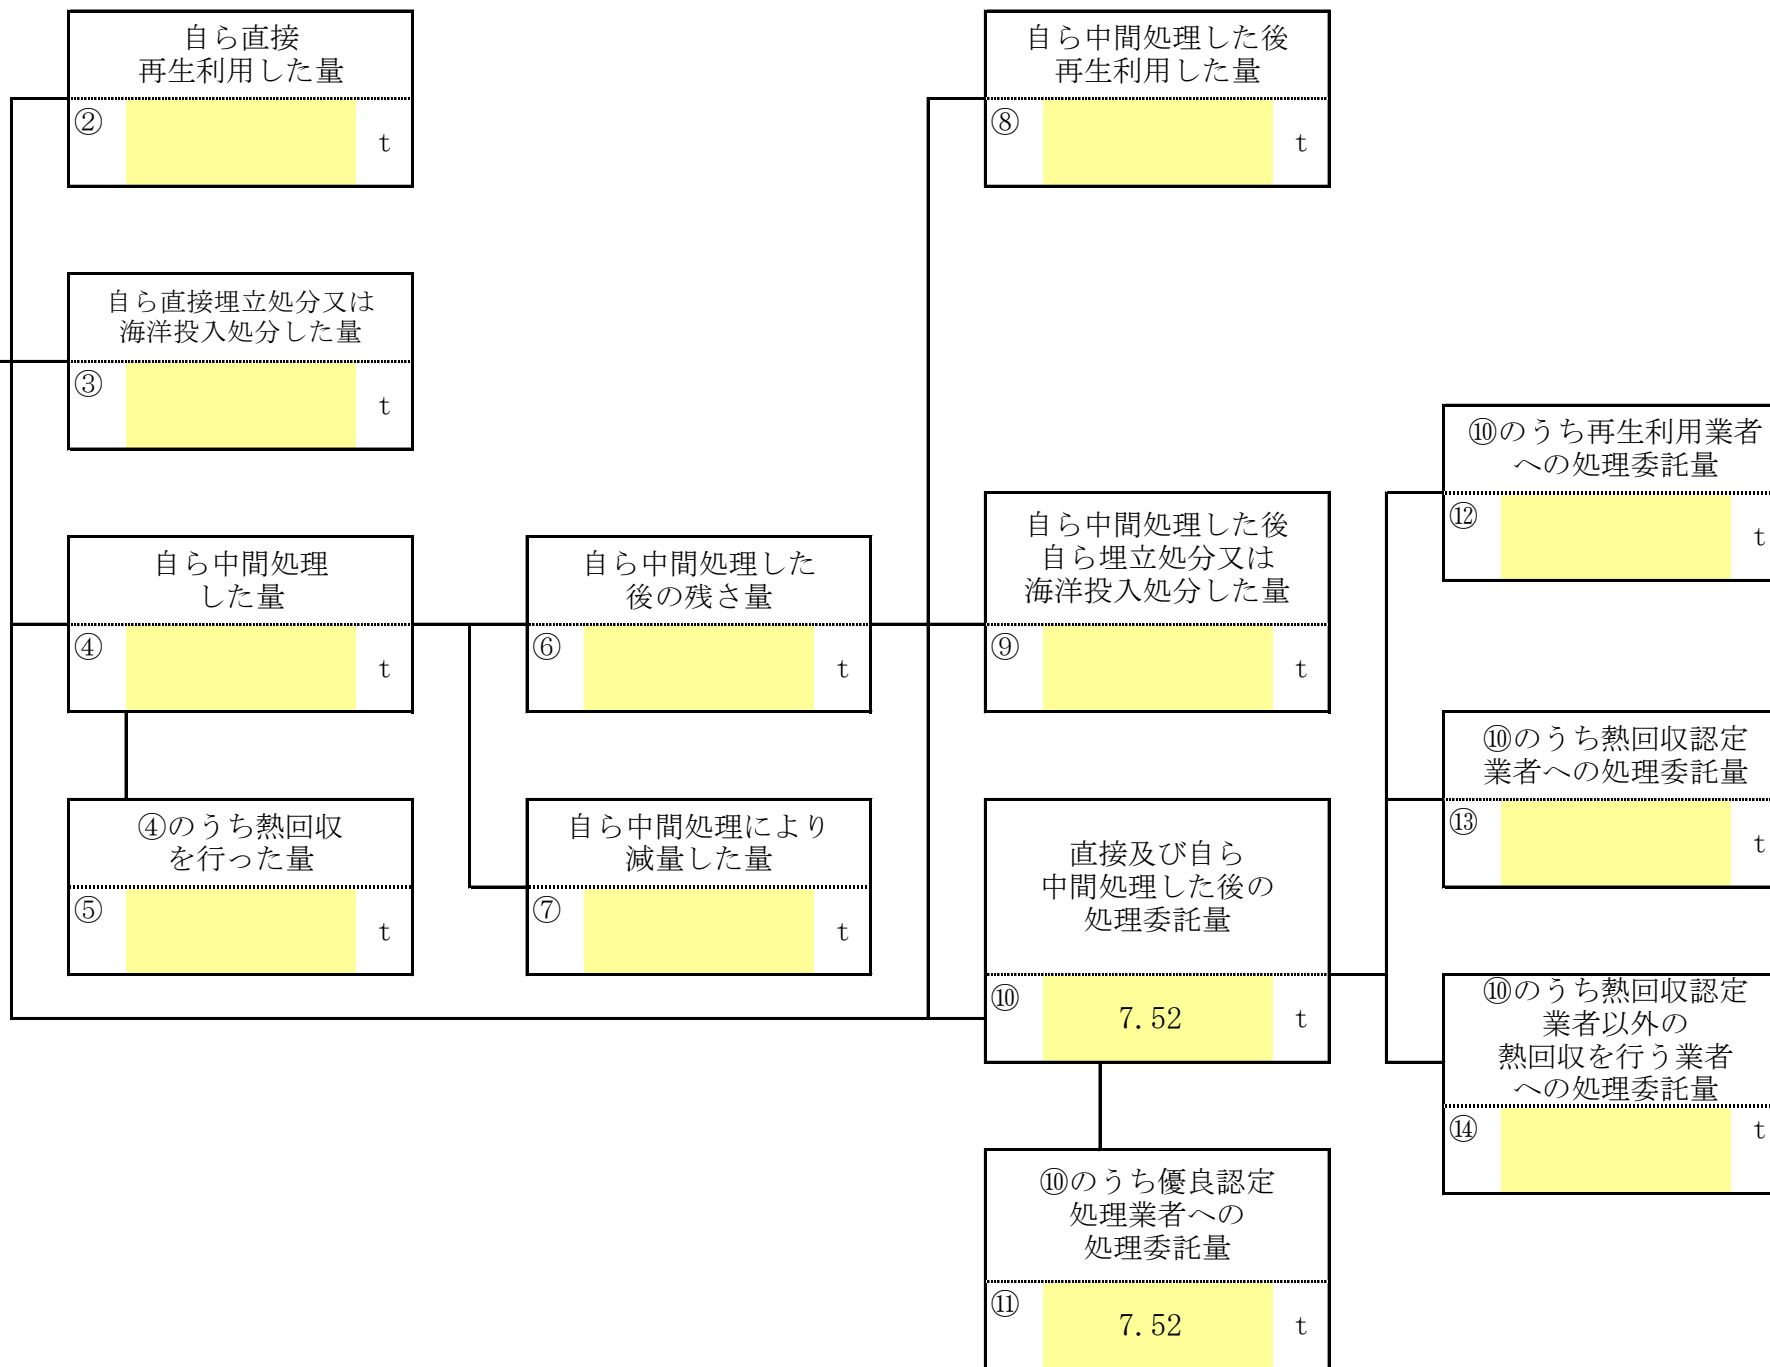 自ら直接
再生利用した量
②
t
自ら中間処理した後
再生利用した量
⑧
t
自ら直接埋立処分又は
海洋投入処分した量
③
t
⑩のうち再生利用業者
への処理委託量
⑫
t
自ら中間処理
した量
④
t
自ら中間処理した
後の残さ量
⑥
t
自ら中間処理した後
自ら埋立処分又は
海洋投入処分した量
⑨
t
⑩のうち熱回収認定
業者への処理委託量
⑬
t
④のうち熱回収
を行った量
⑤
t
自ら中間処理により
減量した量
⑦
t
直接及び自ら
中間処理した後の
処理委託量
⑩ 7.52 t
⑩のうち熱回収認定
業者以外の
熱回収を行う業者
への処理委託量
⑭
t
⑩のうち優良認定
処理業者への
処理委託量
⑪ 7.52 t